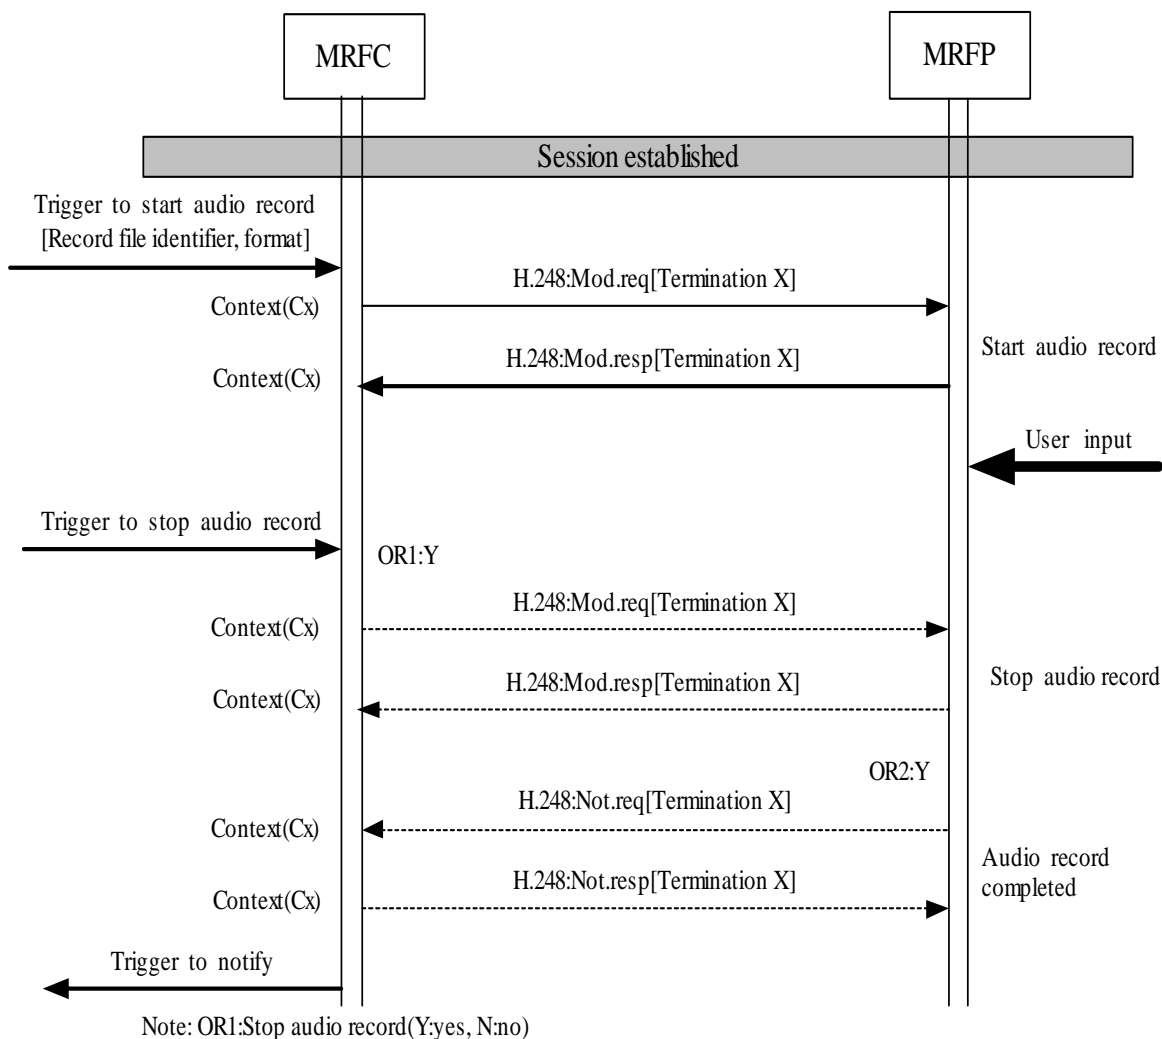 MRFC
MRFP
Session established
Trigger to start audio record
[Record file identifier, format]
H.248:Mod.req[Termination X]
Context(Cx)
Start audio record
H.248:Mod.resp[Termination X]
Context(Cx)
User input
Trigger to stop audio record
OR1:Y
H.248:Mod.req[Termination X]
Context(Cx)
Stop audio record
H.248:Mod.resp[Termination X]
Context(Cx)
OR2:Y
H.248:Not.req[Termination X]
Context(Cx)
Audio record
completed
H.248:Not.resp[Termination X]
Context(Cx)
Trigger to notify
Note: OR1:Stop audio record(Y:yes, N:no)